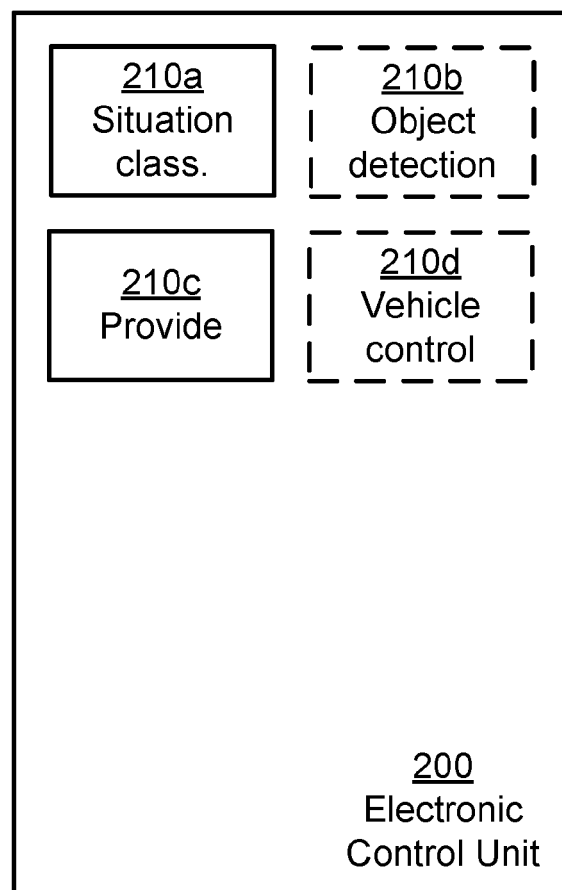 210a
Situation
class.
210b
Object
detection
210c
Provide
210d
Vehicle
control
200
Electronic
Control Unit